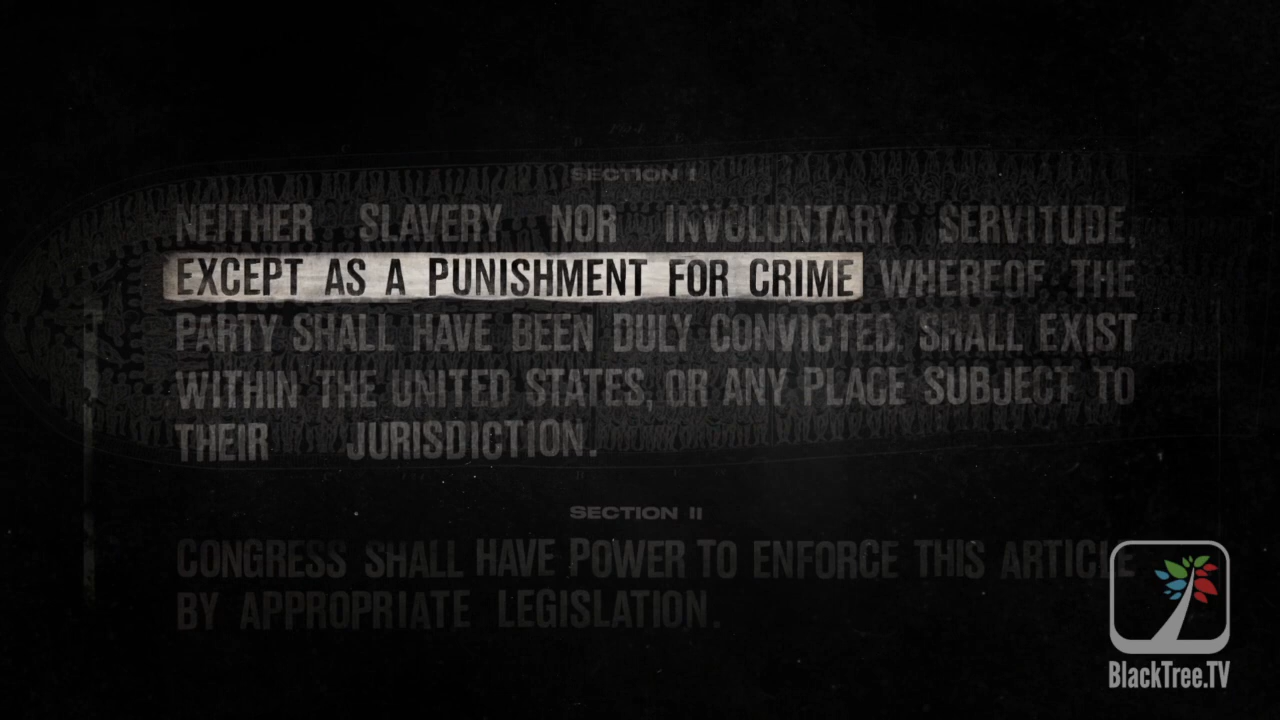 SECTION I
NEITHER SLAVERY NOR INVOLUNTARY SERVITUDE,
EXCEPT AS A PUNISHMENT FOR CRIME WHEREOF THE
PARTY SHALL HAVE BEEN DULY CONVICTED, SHALL EXIST
WITHIN THE UNITED STATES, OR ANY PLACE SUBJECT TO
THEIR JURISDICTION.
SECTION II
CONGRESS SHALL HAVE POWER TO ENFORCE THIS ARTICLE
BY APPROPRIATE LEGISLATION.
BlackTree.TV